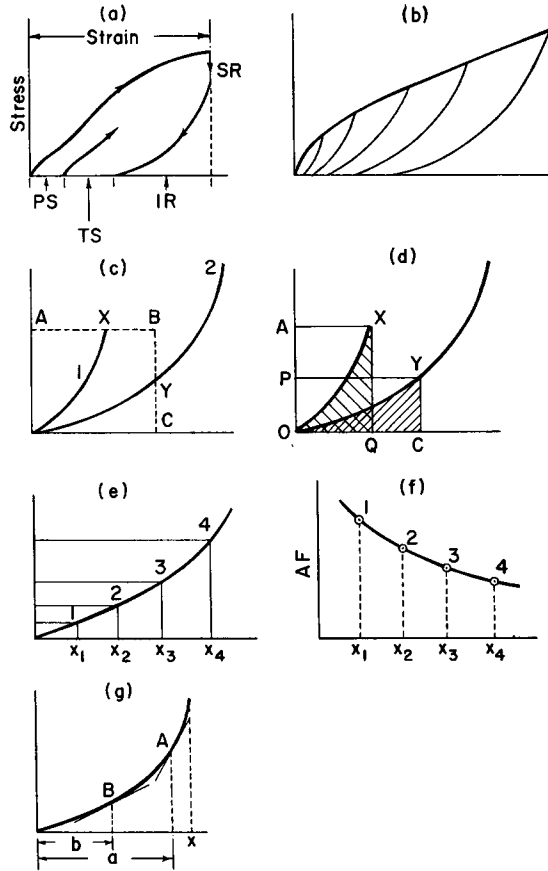 (a)
Strain
Stress
SR
PS
TS
IR
(b)
(c)
A X B 2
1
Y
C
(d)
A X
P Y
O Q C
(e)
1 2 3 4
x1 x2 x3 x4
(f)
AF
1 2 3 4
x1 x2 x3 x4
(g)
A
B
b x
a